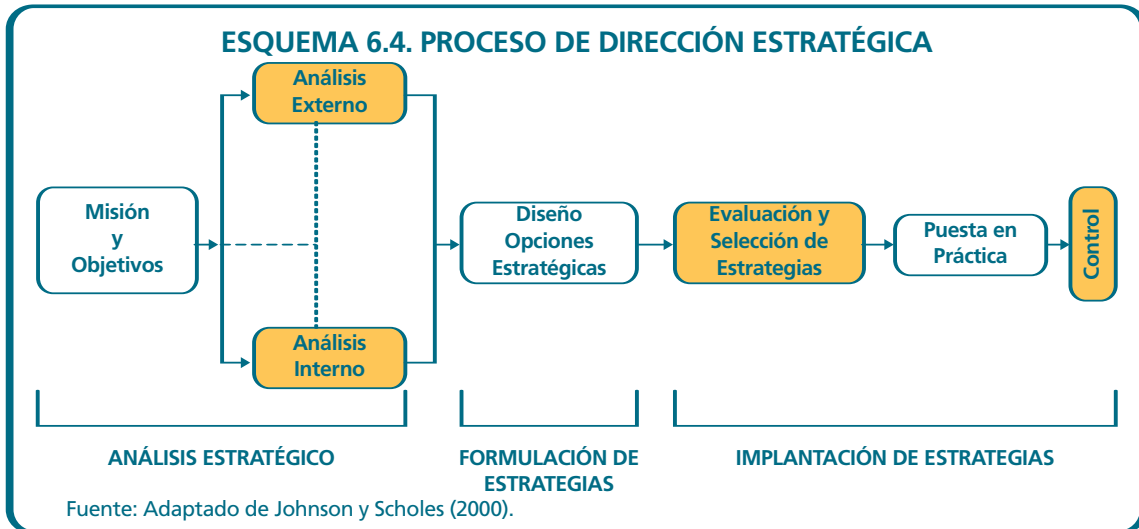 ESQUEMA 6.4. PROCESO DE DIRECCIÓN ESTRATÉGICA
Análisis
Externo
Misión
y
Objetivos
Análisis
Interno
Diseño
Opciones
Estratégicas
Evaluación y
Selección de
Estrategias
Puesta en
Práctica
Control
ANÁLISIS ESTRATÉGICO
FORMULACIÓN DE
ESTRATEGIAS
IMPLANTACIÓN DE ESTRATEGIAS
Fuente: Adaptado de Johnson y Scholes (2000).